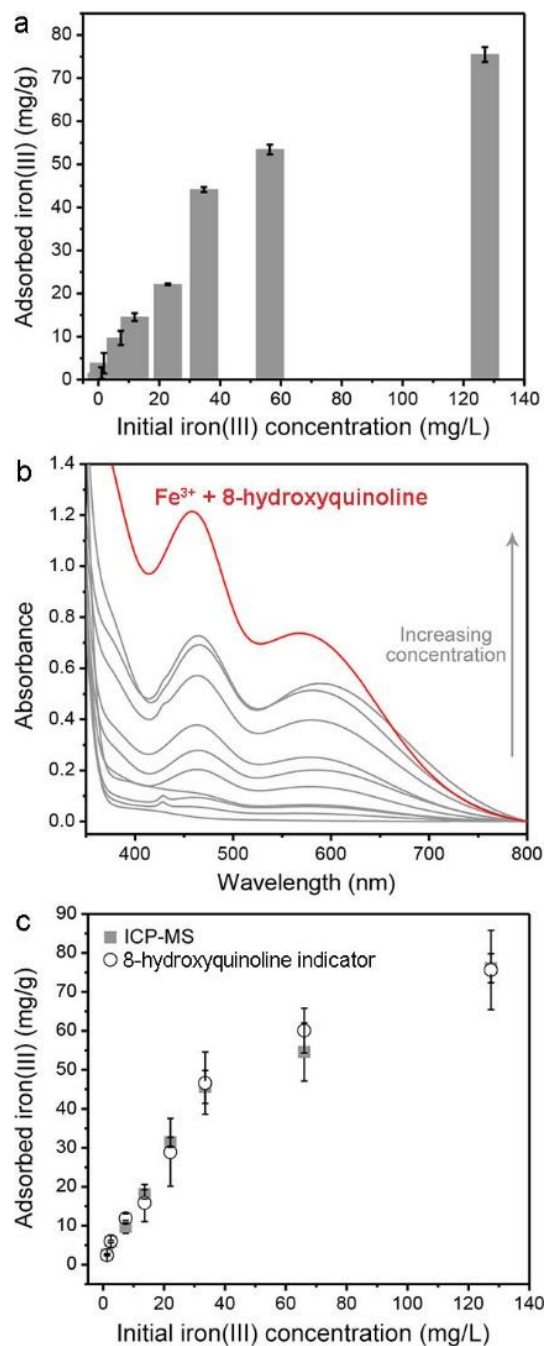 a
Adsorbed iron(III) (mg/g)
80
70
60
50
40
30
20
10
0
0 20 40 60 80 100 120 140
Initial iron(III) concentration (mg/L)
b
Absorbance
1.4
1.2
1.0
0.8
0.6
0.4
0.2
0.0
Fe³⁺ + 8-hydroxyquinoline
Increasing
concentration
400 500 600 700 800
Wavelength (nm)
c
Adsorbed iron(III) (mg/g)
90
80
70
60
50
40
30
20
10
0
ICP-MS
8-hydroxyquinoline indicator
0 20 40 60 80 100 120 140
Initial iron(III) concentration (mg/L)